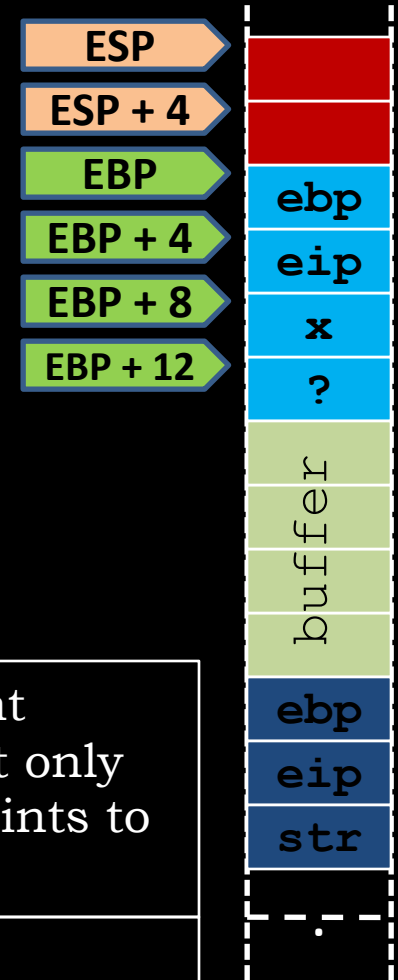 ESP
ESP + 4
EBP
EBP + 4
EBP + 8
EBP + 12
ebp
eip
x
?
buffer
ebp
eip
str
.
nt
t only
ints to